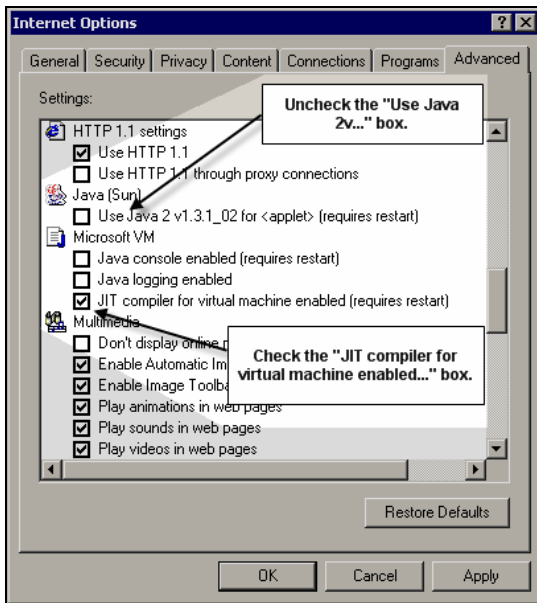 Internet Options
General Security Privacy Content Connections Programs Advanced
Settings:
Uncheck the "Use Java
2v..." box.
HTTP 1.1 settings
Use HTTP 1.1
Use HTTP 1.1 through proxy connections
Java (Sun)
Use Java 2 v1.3.1_02 for <applet> (requires restart)
Microsoft VM
Java console enabled (requires restart)
Java logging enabled
JIT compiler for virtual machine enabled (requires restart)
Multimedia
Don't display online
Enable Automatic
Enable Image
Check the "JIT compiler for
virtual machine enabled..." box.
Play animations in web pages
Play sounds in web pages
Play videos in web pages
Restore Defaults
OK Cancel Apply